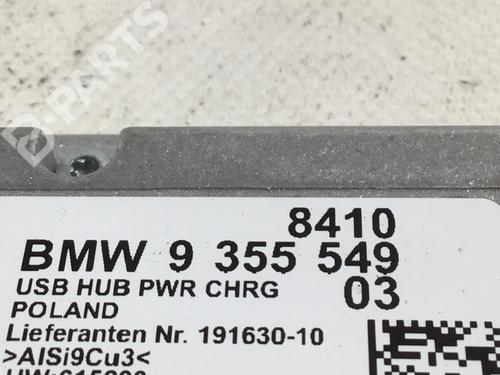 B-PARTS
8410
BMW 9 355 549
USB HUB PWR CHRG 03
POLAND
Lieferanten Nr. 191630-10
>AlSi9Cu3<